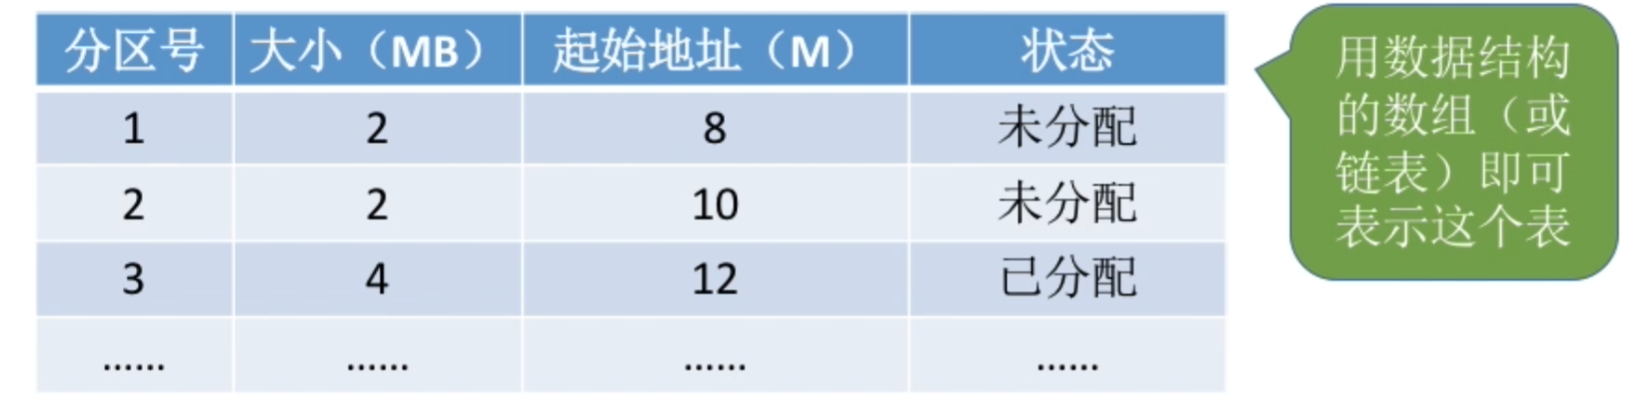 分区号 大小（MB） 起始地址（M） 状态
1 2 8 未分配
2 2 10 未分配
3 4 12 已分配
...... ...... ...... ......
用数据结构
的数组（或
链表）即可
表示这个表